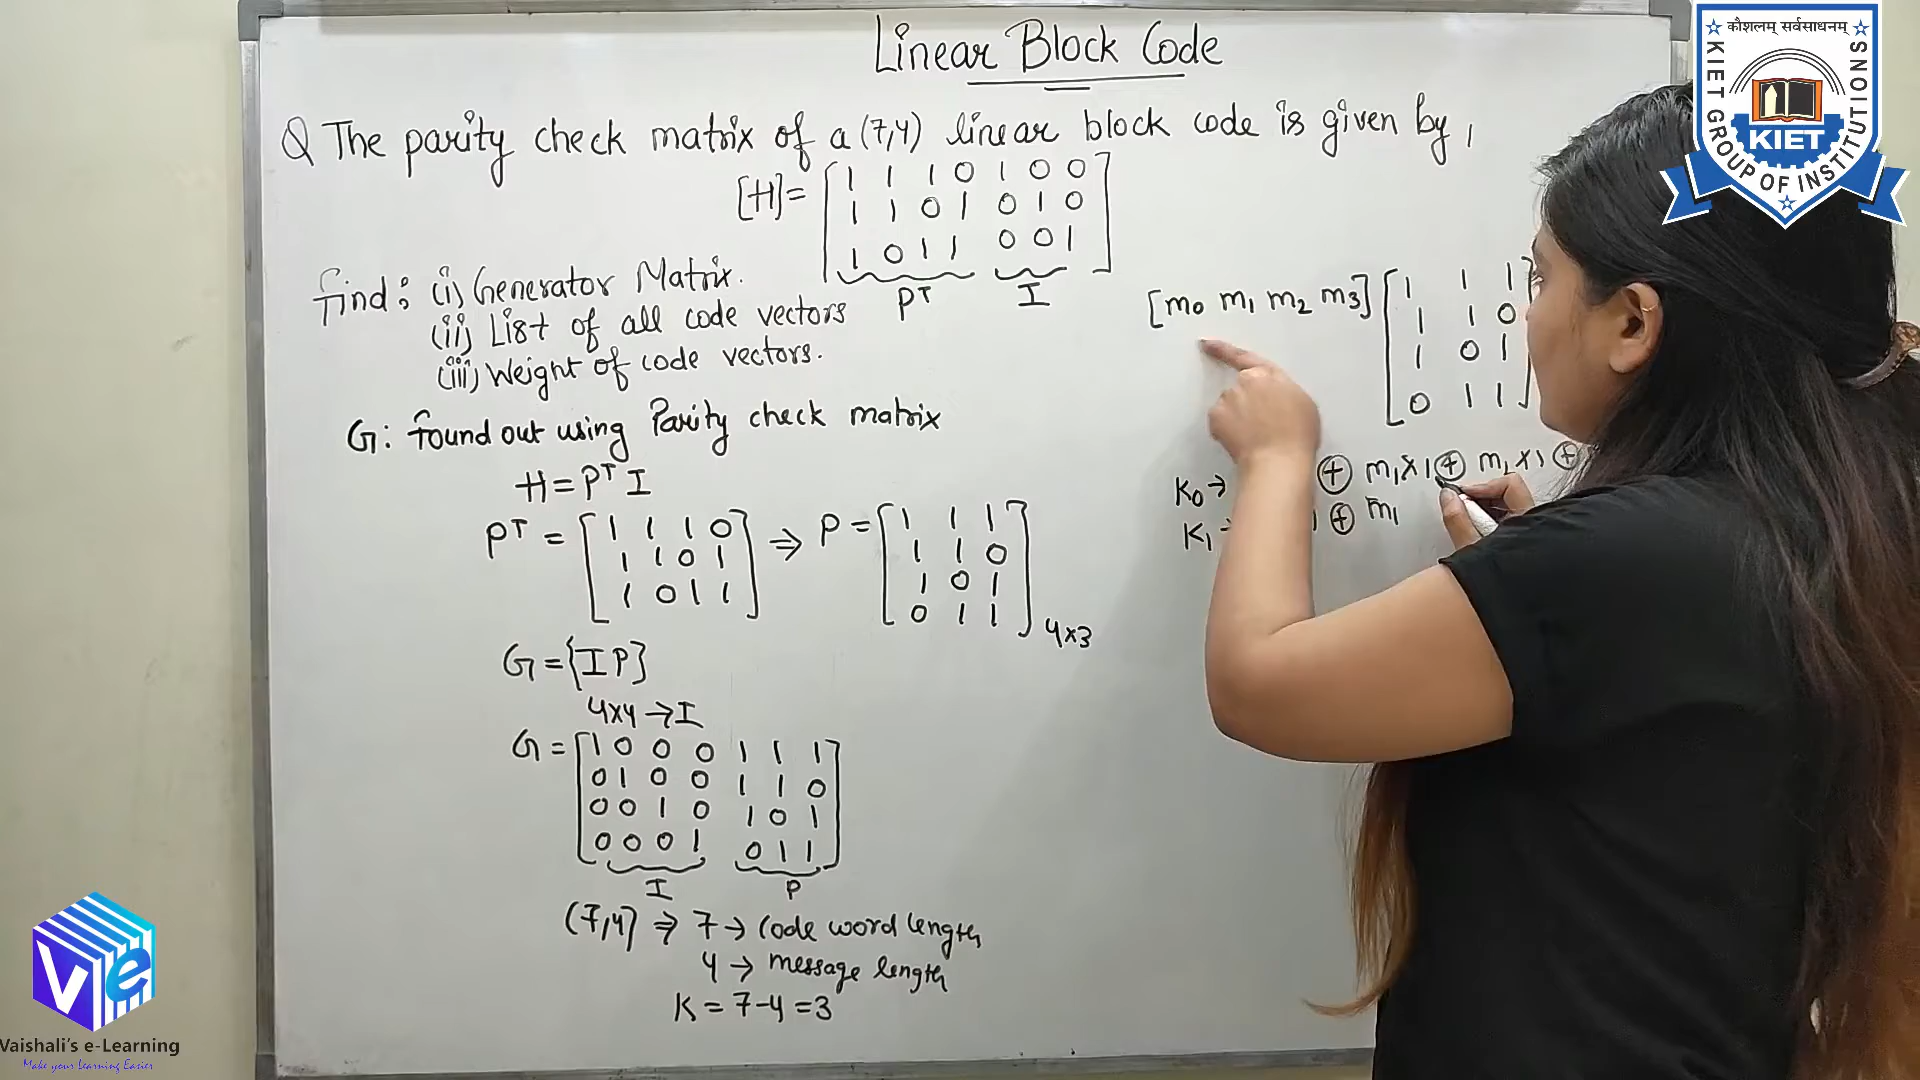 Linear Block Code
Q The parity check matrix of a (7,4) linear block code is given by,
[H]= [1 1 1 0 1 0 0
1 1 0 1 0 1 0
1 0 1 1 0 0 1]
Pᵀ I
Find: (i) Generator Matrix.
(ii) List of all code vectors
(iii) Weight of code vectors.
G: found out using Parity check matrix
H = Pᵀ I
Pᵀ = [1 1 1 0
1 1 0 1
1 0 1 1]
⇒ P = [1 1 1
1 1 0
1 0 1
0 1 1] 4x3
G = {I P}
4x4 → I
G = [1 0 0 0 1 1 1
0 1 0 0 1 1 0
0 0 1 0 1 0 1
0 0 0 1 0 1 1]
I P
(7,4) ⇒ 7 → Code word length
4 → message length
K = 7-4 = 3
[m0 m1 m2 m3] [1 1 1
1 1 0
1 0 1
0 1 1]
K0 → ⊕ m1x1 ⊕ m2x1 ⊕
K1 → ⊕ m1
कौशलम् सर्वसाधनम्
KIET GROUP OF INSTITUTIONS
KIET
Ve
Vaishali's e-Learning
Make your Learning Easier